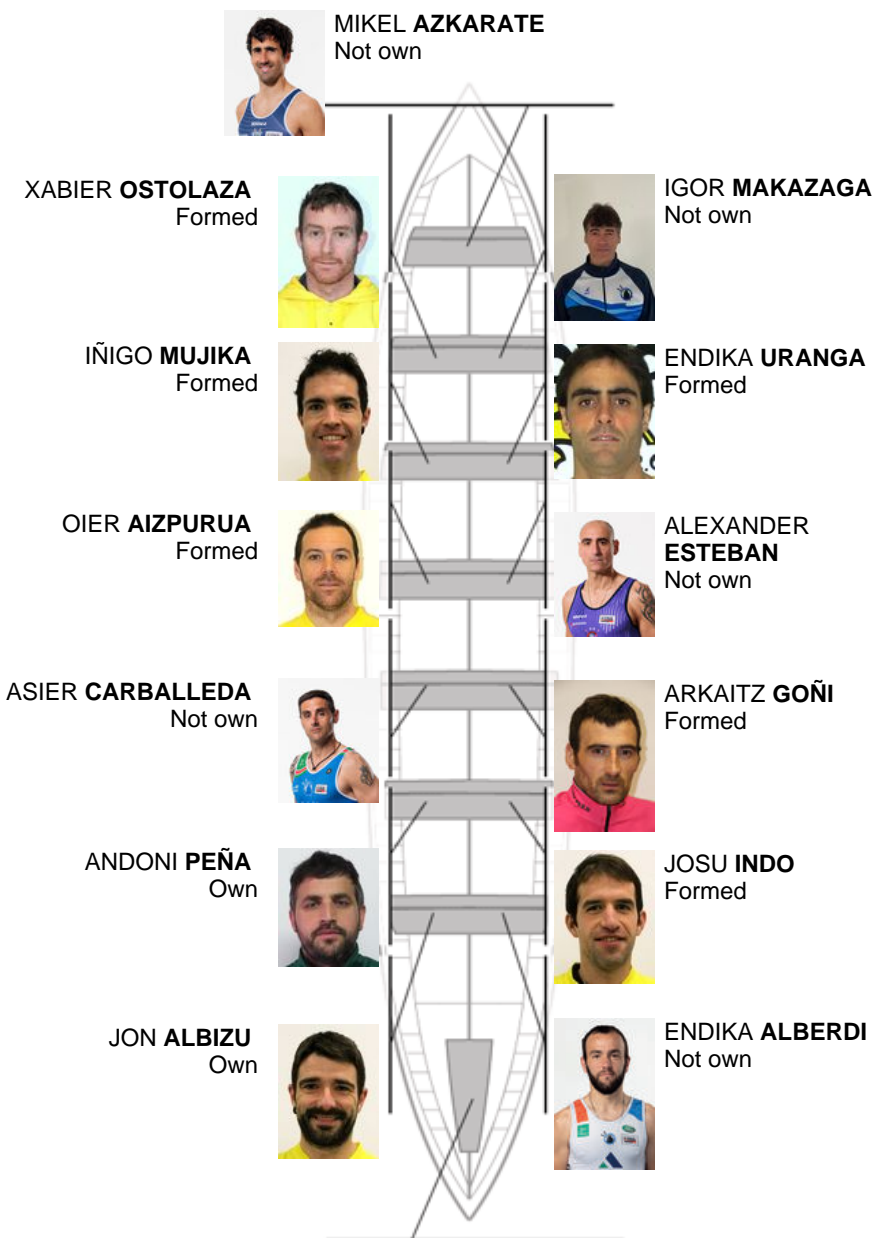 MIKEL AZKARATE
Not own
XABIER OSTOLAZA
Formed
IGOR MAKAZAGA
Not own
IÑIGO MUJIKA
Formed
ENDIKA URANGA
Formed
OIER AIZPURUA
Formed
ALEXANDER
ESTEBAN
Not own
ASIER CARBALLEDA
Not own
ARKAITZ GOÑI
Formed
ANDONI PEÑA
Own
JOSU INDO
Formed
JON ALBIZU
Own
ENDIKA ALBERDI
Not own